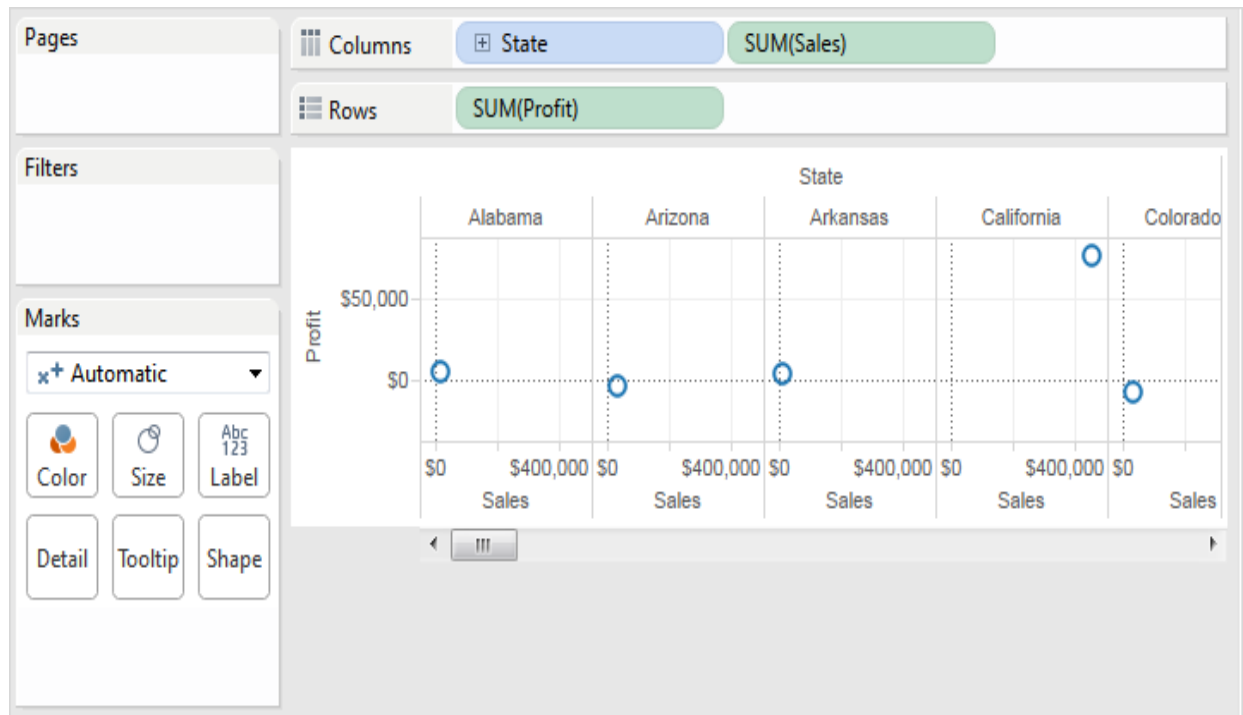 Pages
Columns
State
SUM(Sales)
Rows
SUM(Profit)
Filters
Marks
Automatic
Color
Size
Abc
123
Label
Detail
Tooltip
Shape
State
Alabama Arizona Arkansas California Colorado
Profit
$50,000
$0
$0 $400,000 $0 $400,000 $0 $400,000 $0 $400,000 $0
Sales Sales Sales Sales Sales